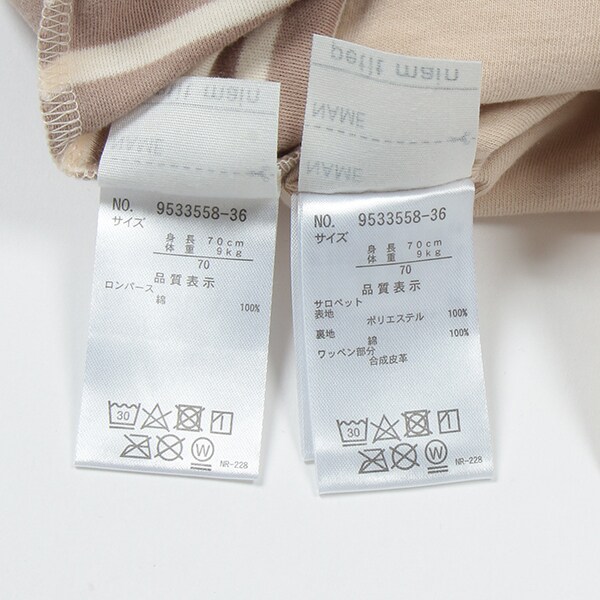 petit main
NAME
NAME
NO. 9533558-36
サイズ
身長 70cm
体重 9kg
70
品質表示
ロンパース
綿 100%
30
W
NR-228
petit main
NAME
NAME
NO. 9533558-36
サイズ
身長 70cm
体重 9kg
70
品質表示
サロペット
表地 ポリエステル 100%
裏地 綿 100%
ワッペン部分
合成皮革
30
W
NR-228